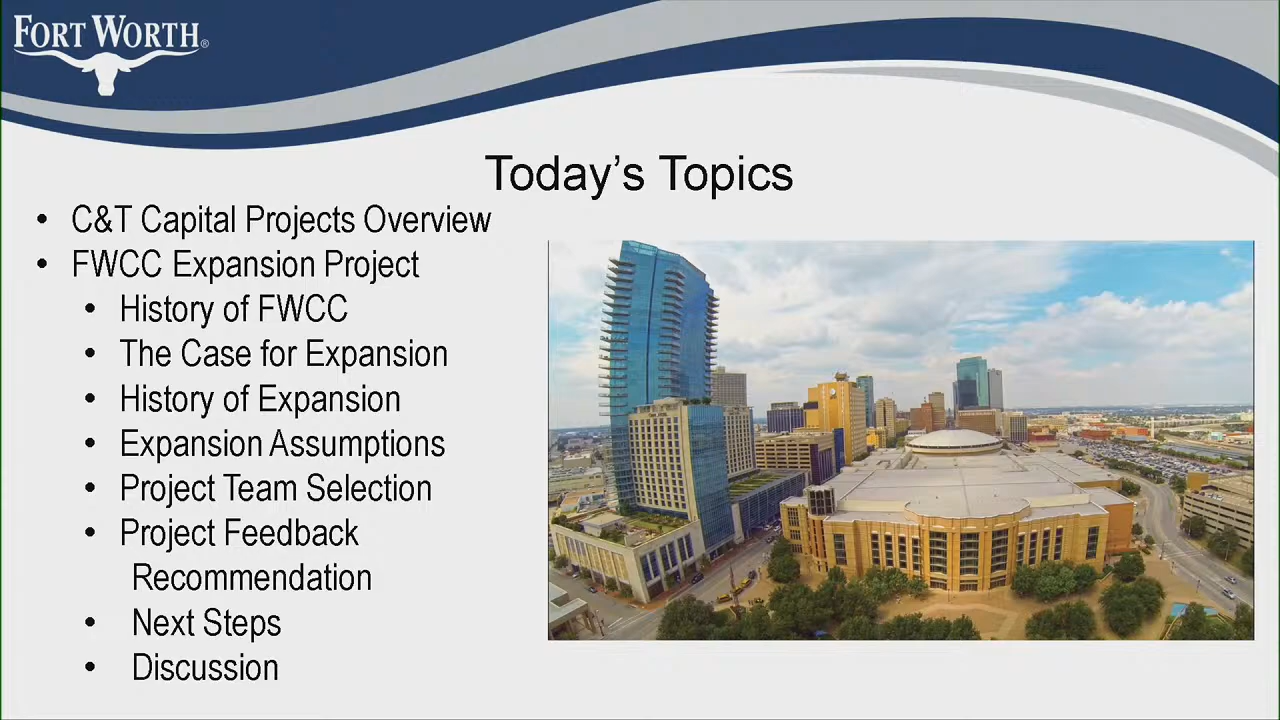 FORT WORTH®
Today's Topics
• C&T Capital Projects Overview
• FWCC Expansion Project
• History of FWCC
• The Case for Expansion
• History of Expansion
• Expansion Assumptions
• Project Team Selection
• Project Feedback
Recommendation
• Next Steps
• Discussion